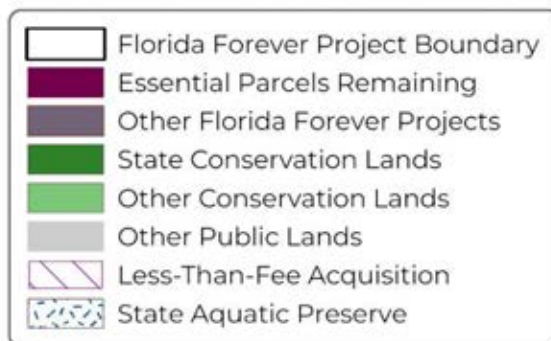 Florida Forever Project Boundary
Essential Parcels Remaining
Other Florida Forever Projects
State Conservation Lands
Other Conservation Lands
Other Public Lands
Less-Than-Fee Acquisition
State Aquatic Preserve